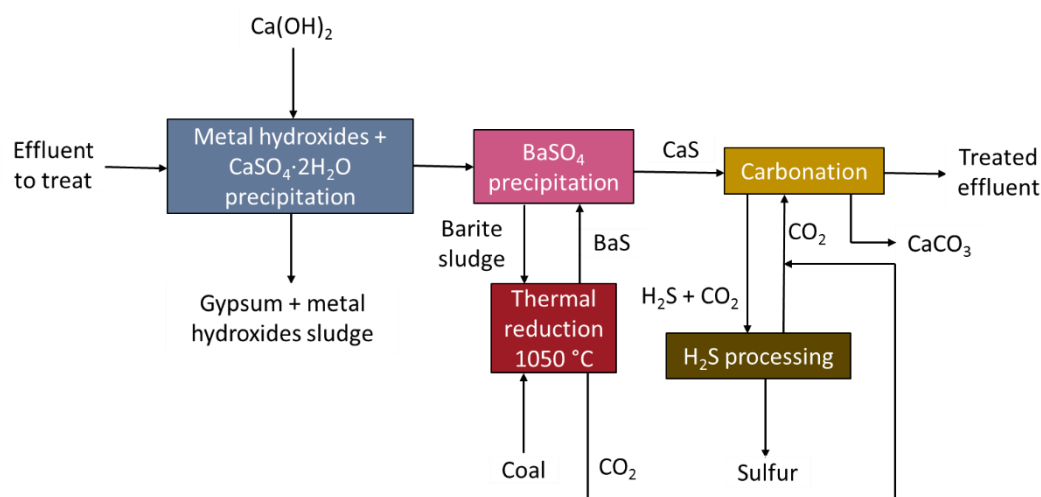 Ca(OH)₂
Effluent
to treat
Metal hydroxides +
CaSO₄·2H₂O
precipitation
Gypsum + metal
hydroxides sludge
BaSO₄
precipitation
CaS
Carbonation
Treated
effluent
Barite
sludge
BaS
CO₂
CaCO₃
H₂S + CO₂
Thermal
reduction
1050 °C
H₂S processing
Coal
CO₂
Sulfur